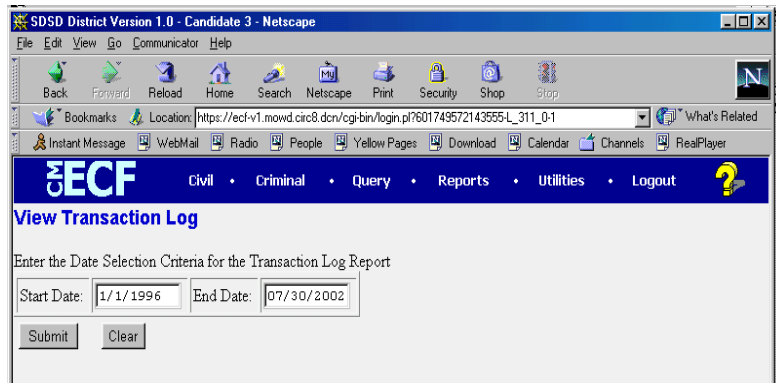 SDSD District Version 1.0 - Candidate 3 - Netscape
File Edit View Go Communicator Help
Back Forward Reload Home Search Netscape Print Security Shop Stop
My
N
Bookmarks Location: https://ecf-v1.mowd.circ8.dcn/cgi-bin/login.pl?601749572143555-L_311_0-1 What's Related
Instant Message WebMail Radio People Yellow Pages Download Calendar Channels RealPlayer
CM ECF Civil • Criminal • Query • Reports • Utilities • Logout ?
View Transaction Log
Enter the Date Selection Criteria for the Transaction Log Report
Start Date: 1/1/1996 End Date: 07/30/2002
Submit Clear